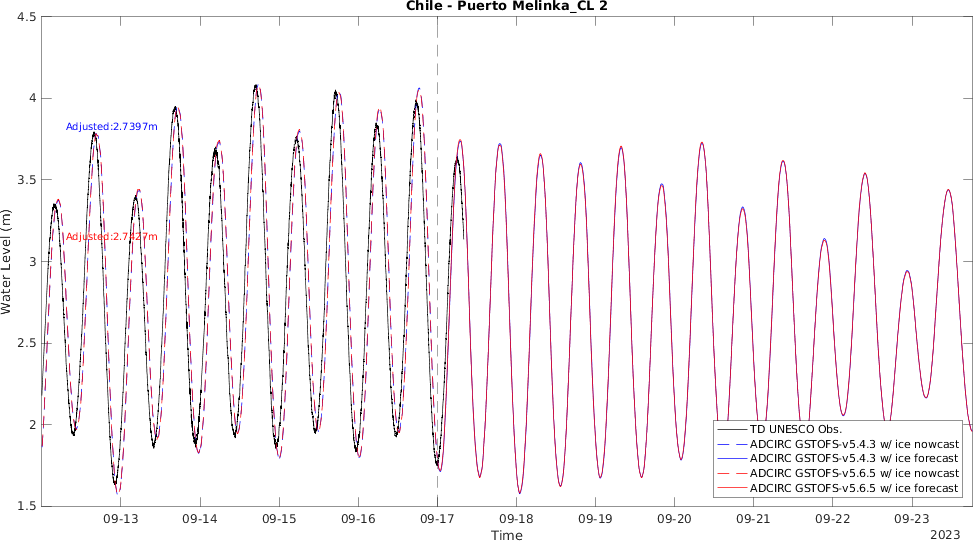 Chile - Puerto Melinka_CL 2
4.5
4
3.5
3
2.5
2
1.5
Water Level (m)
Adjusted:2.7397m
Adjusted:2.7427m
TD UNESCO Obs.
ADCIRC GSTOFS-v5.4.3 w/ ice nowcast
ADCIRC GSTOFS-v5.4.3 w/ ice forecast
ADCIRC GSTOFS-v5.6.5 w/ ice nowcast
ADCIRC GSTOFS-v5.6.5 w/ ice forecast
09-13 09-14 09-15 09-16 09-17 09-18 09-19 09-20 09-21 09-22 09-23
Time
2023